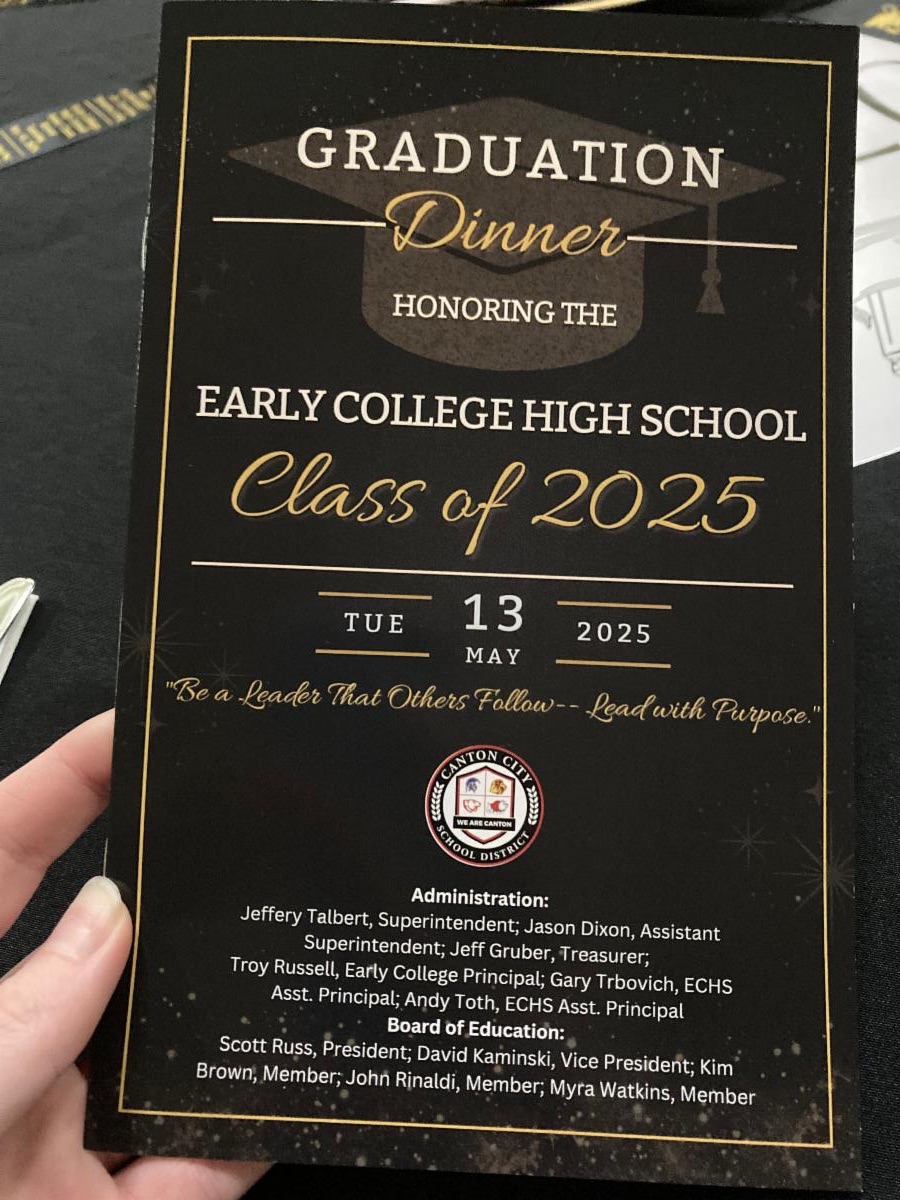 GRADUATION
Dinner
HONORING THE
EARLY COLLEGE HIGH SCHOOL
Class of 2025
TUE
13
MAY
2025
"Be a Leader That Others Follow-- Lead with Purpose."
CANTON CITY
WE ARE CANTON
SCHOOL DISTRICT
Administration:
Jeffery Talbert, Superintendent; Jason Dixon, Assistant
Superintendent; Jeff Gruber, Treasurer;
Troy Russell, Early College Principal; Gary Trbovich, ECHS
Asst. Principal; Andy Toth, ECHS Asst. Principal
Board of Education:
Scott Russ, President; David Kaminski, Vice President; Kim
Brown, Member; John Rinaldi, Member; Myra Watkins, Member